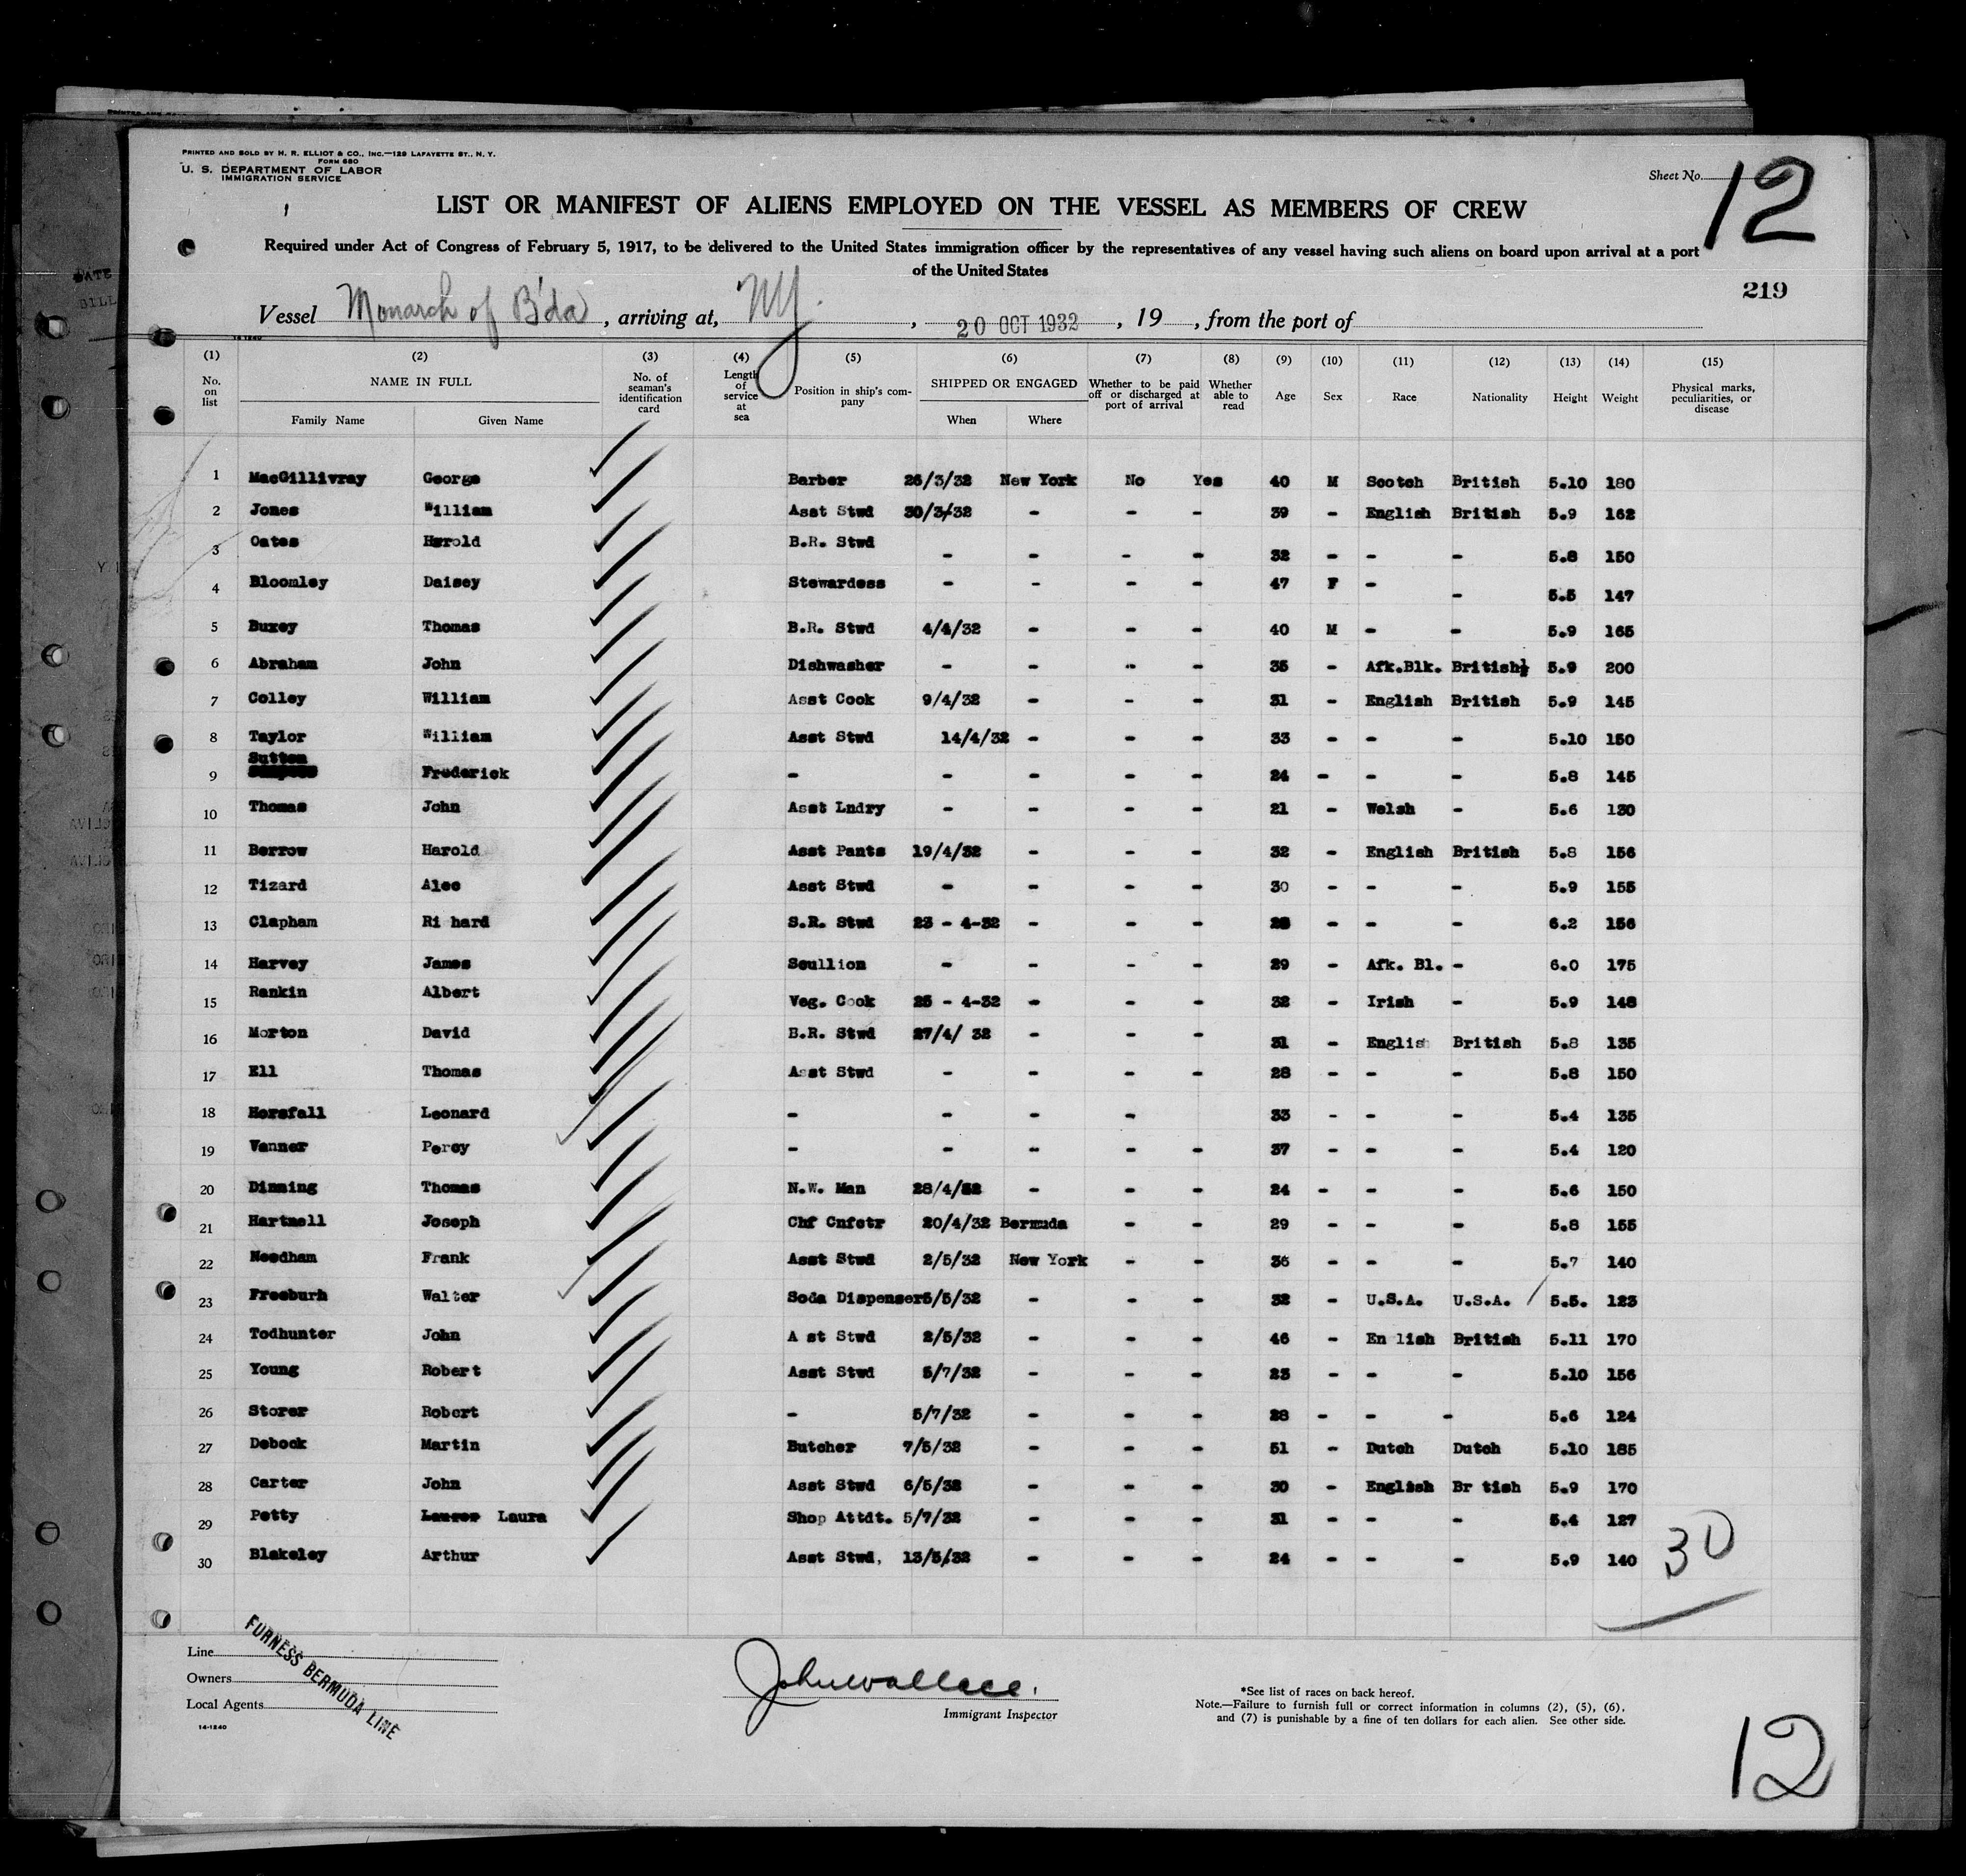 PRINTED AND SOLD BY H. R. ELLIOT & CO., INC.—129 LAFAYETTE ST., N. Y.
FORM 680
U. S. DEPARTMENT OF LABOR
IMMIGRATION SERVICE
Sheet No. 12
LIST OR MANIFEST OF ALIENS EMPLOYED ON THE VESSEL AS MEMBERS OF CREW
Required under Act of Congress of February 5, 1917, to be delivered to the United States immigration officer by the representatives of any vessel having such aliens on board upon arrival at a port
of the United States
219
Vessel Monarch of B'da, arriving at, NY., 20 OCT 1932, 19 , from the port of
14-1240
(1) (2) (3) (4) (5) (6) (7) (8) (9) (10) (11) (12) (13) (14) (15)
No. on list NAME IN FULL Family Name Given Name No. of seaman's identification card Length of service at sea Position in ship's company SHIPPED OR ENGAGED When Where Whether to be paid off or discharged at port of arrival Whether able to read Age Sex Race Nationality Height Weight Physical marks, peculiarities, or disease
1 MacGillivray George Barber 26/3/32 New York No Yes 40 M Scotch British 5.10 180
2 Jones William Asst Stwd 30/3/32 - - - 39 - English British 5.9 162
3 Oates Harold B.R. Stwd - - - - 32 - - - 5.8 150
4 Bloomley Daisey Stewardess - - - - 47 F - - 5.5 147
5 Buxey Thomas B.R. Stwd 4/4/32 - - - 40 M - - 5.9 165
6 Abraham John Dishwasher - - - - 35 - Afk.Blk. British 5.9 200
7 Colley William Asst Cook 9/4/32 - - - 31 - English British 5.9 145
8 Taylor William Asst Stwd 14/4/32 - - - 33 - - - 5.10 150
9 Sutton Frederick - - - - - 24 - - - 5.8 145
10 Thomas John Asst Lndry - - - - 21 - Welsh - 5.6 130
11 Berrow Harold Asst Pants 19/4/32 - - - 32 - English British 5.8 156
12 Tizard Alec Asst Stwd - - - - 30 - - - 5.9 155
13 Clapham Ri hard S.R. Stwd 23 - 4-32 - - - - - - 6.2 156
14 Harvey James Scullion - - - - 29 - Afk. Bl. - 6.0 175
15 Rankin Albert Veg. Cook 25 - 4-32 - - - 32 - Irish - 5.9 148
16 Morton David B.R. Stwd 27/4/ 32 - - - 31 - Englis British 5.8 135
17 Ell Thomas Asst Stwd - - - - 28 - - - 5.8 150
18 Horsfall Leonard - - - - 33 - - - 5.4 135
19 Vanner Percy - - - - - 37 - - - 5.4 120
20 Dinning Thomas N.W. Man 28/4/32 - - - 24 - - - 5.6 150
21 Hartnell Joseph Chf Cnfctr 20/4/32 Bermuda - - 29 - - - 5.8 155
22 Needham Frank Asst Stwd 2/5/32 New York - - 36 - - - 5.7 140
23 Freeburh Walter Soda Dispenser 5/5/32 - - - 32 - U.S.A. U.S.A. 5.5. 123
24 Todhunter John A st Stwd 2/5/32 - - - 46 - En lish British 5.11 170
25 Young Robert Asst Stwd 5/7/32 - - - 23 - - - 5.10 156
26 Storer Robert - 5/7/32 - - - 28 - - - 5.6 124
27 Debock Martin Butcher 7/5/32 - - - 51 - Dutch Dutch 5.10 185
28 Carter John Asst Stwd 6/5/32 - - - 30 - English Br tish 5.9 170
29 Petty Laura Shop Attdt. 5/7/32 - - - 31 - - - 5.4 127
30 Blakeley Arthur Asst Stwd, 13/5/32 - - - 24 - - - 5.9 140
30
Line
Owners
Local Agents
FURNESS BERMUDA LINE
14-1240
John Wallace.
Immigrant Inspector
*See list of races on back hereof.
Note.—Failure to furnish full or correct information in columns (2), (5), (6),
and (7) is punishable by a fine of ten dollars for each alien. See other side.
12